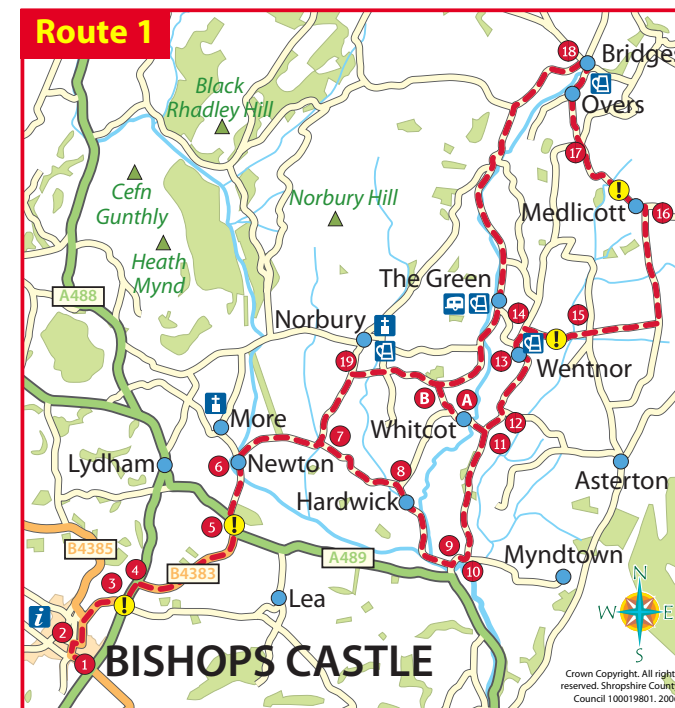 Route 1
18
Bridges
Black
Rhadley Hill
Overs
17
Cefn
Gunthly
Norbury Hill
!
Medlicott
16
Heath
Mynd
The Green
A488
14
15
Norbury
!
13
Wentnor
19
B
A
More
7
Whitcot
12
11
Lydham
6
Newton
8
Asterton
Hardwick
5
!
B4385
9
A489
Myndtown
4
B4383
10
3
N
i
!
Lea
W
E
2
S
1
BISHOPS CASTLE
Crown Copyright. All right
reserved. Shropshire County
Council 100019801. 200